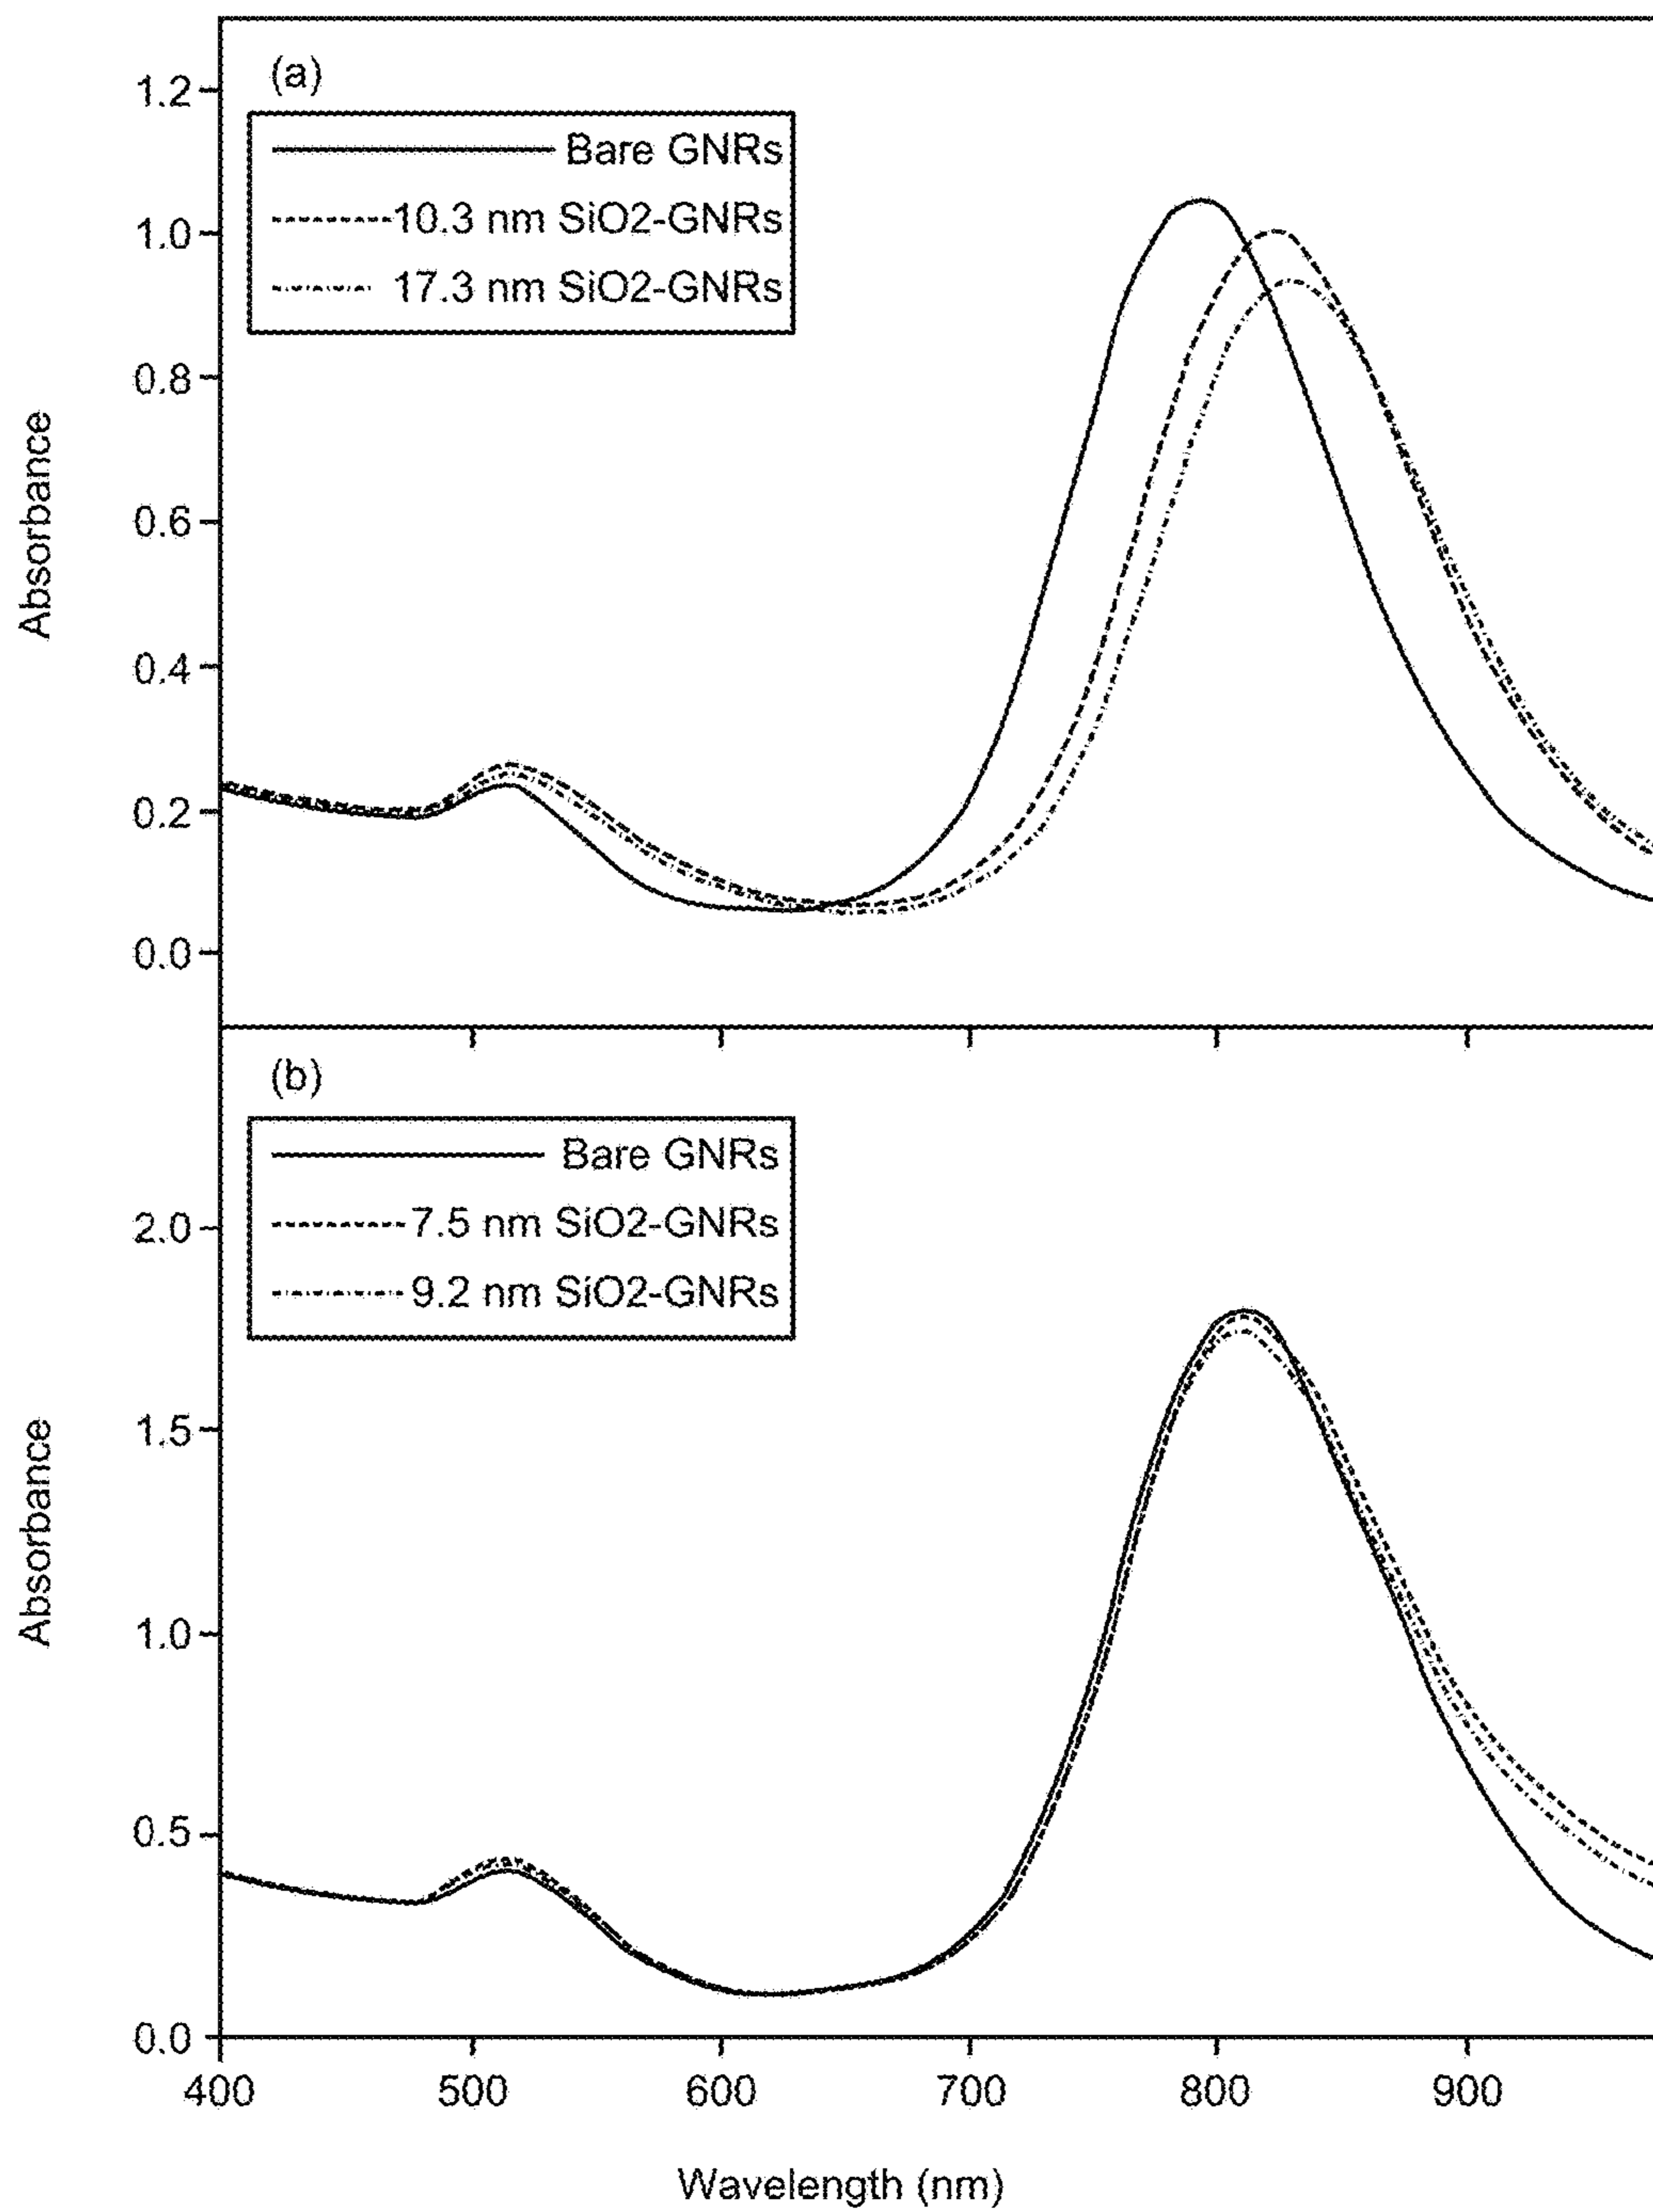 (a)
Bare GNRs
10.3 nm SiO2-GNRs
17.3 nm SiO2-GNRs
1.2
1.0
0.8
0.6
0.4
0.2
0.0
Absorbance
(b)
Bare GNRs
7.5 nm SiO2-GNRs
9.2 nm SiO2-GNRs
2.0
1.5
1.0
0.5
0.0
Absorbance
400 500 600 700 800 900
Wavelength (nm)